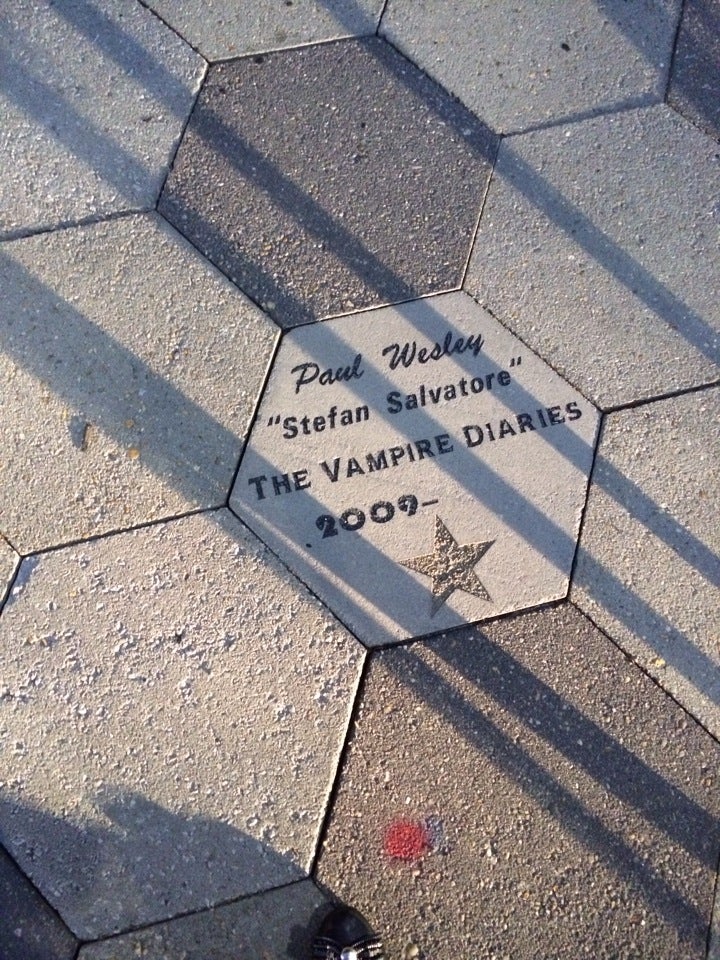 Paul Wesley
"Stefan Salvatore"
THE VAMPIRE DIARIES
2009-